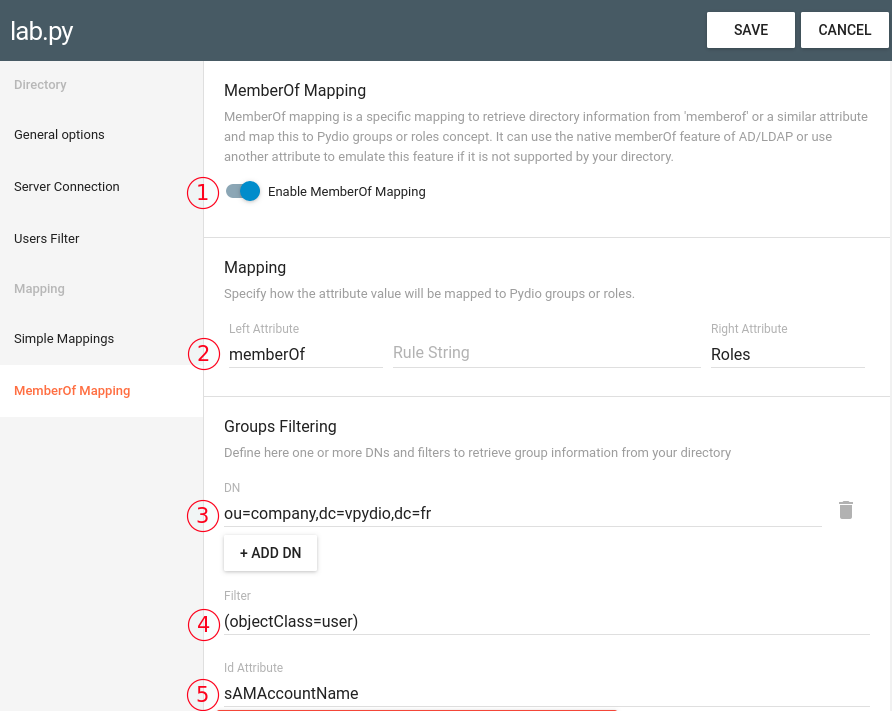 lab.py
SAVE
CANCEL
Directory
General options
Server Connection
Users Filter
Mapping
Simple Mappings
MemberOf Mapping
MemberOf Mapping
MemberOf mapping is a specific mapping to retrieve directory information from 'memberof' or a similar attribute
and map this to Pydio groups or roles concept. It can use the native memberOf feature of AD/LDAP or use
another attribute to emulate this feature if it is not supported by your directory.
1 Enable MemberOf Mapping
Mapping
Specify how the attribute value will be mapped to Pydio groups or roles.
Left Attribute Right Attribute
2 memberOf Rule String Roles
Groups Filtering
Define here one or more DNs and filters to retrieve group information from your directory
DN
3 ou=company,dc=vpydio,dc=fr
+ ADD DN
Filter
4 (objectClass=user)
Id Attribute
5 sAMAccountName